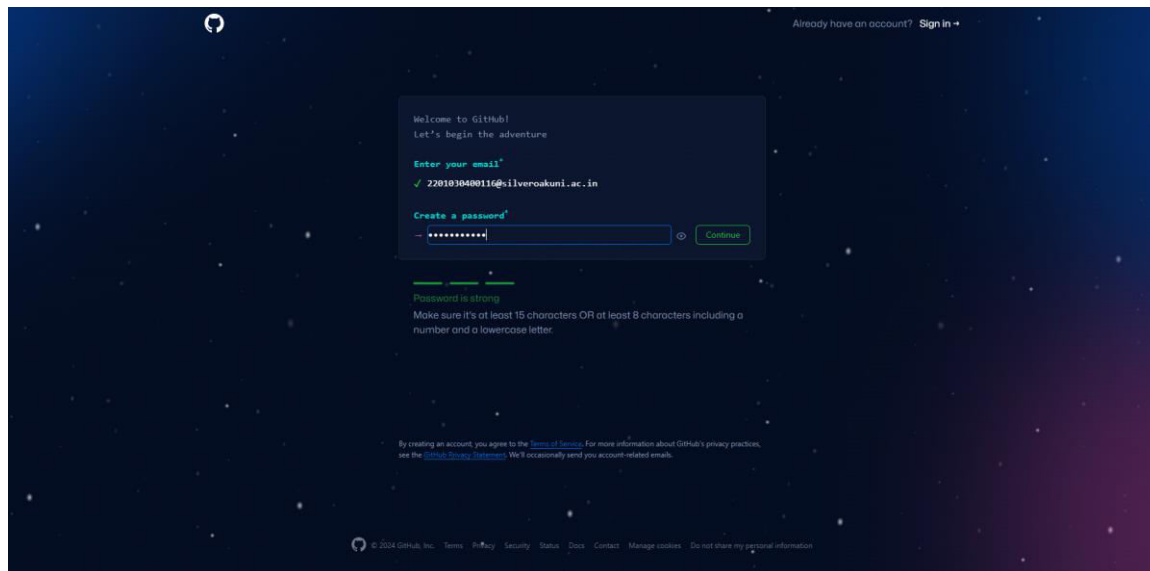 Already have an account? Sign in →
Welcome to GitHub!
Let's begin the adventure
Enter your email*
✓ 2201030400116@silveroakuni.ac.in
Create a password*
→ •••••••••••
Continue
Password is strong
Make sure it's at least 15 characters OR at least 8 characters including a
number and a lowercase letter.
By creating an account, you agree to the Terms of Service. For more information about GitHub's privacy practices,
see the GitHub Privacy Statement. We'll occasionally send you account-related emails.
© 2024 GitHub, Inc. Terms Privacy Security Status Docs Contact Manage cookies Do not share my personal information